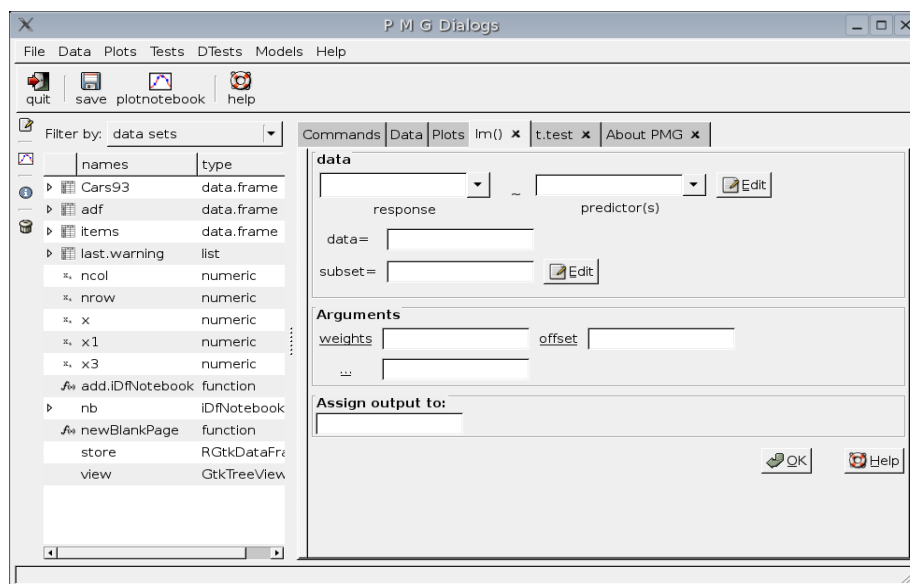 P M G Dialogs
File Data Plots Tests DTests Models Help
quit save plotnotebook help
Filter by: data sets
names type
Cars93 data.frame
adf data.frame
items data.frame
last.warning list
ncol numeric
nrow numeric
x numeric
x1 numeric
x3 numeric
f(x) add.iDfNotebook function
nb iDfNotebook
f(x) newBlankPage function
store RGtkDataFra
view GtkTreeView
Commands Data Plots lm() x t.test x About PMG x
data
~ Edit
response predictor(s)
data=
subset= Edit
Arguments
weights offset
...
Assign output to:
OK Help